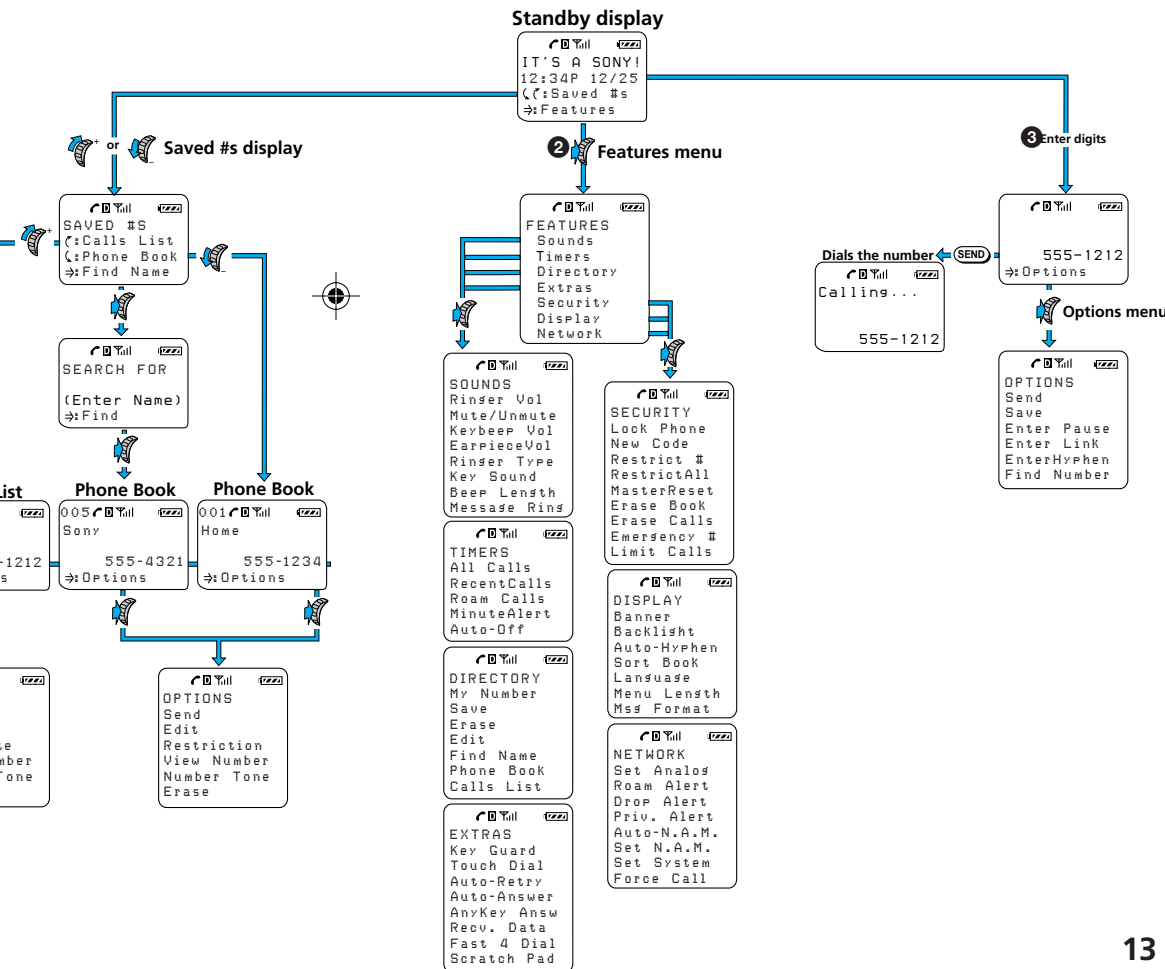 Standby display
IT'S A SONY!
12:34P 12/25
:Saved #s
:Features
+ or - Saved #s display
2 Features menu
3 Enter digits
SAVED #S
:Calls List
:Phone Book
:Find Name
+
-
SEARCH FOR
(Enter Name)
:Find
List
-1212
s
Phone Book
005
Sony
555-4321
:Options
Phone Book
001
Home
555-1234
:Options
te
mber
Tone
OPTIONS
Send
Edit
Restriction
View Number
Number Tone
Erase
FEATURES
Sounds
Timers
Directory
Extras
Security
Display
Network
SOUNDS
Ringer Vol
Mute/Unmute
Keybeep Vol
EarpieceVol
Ringer Type
Key Sound
Beep Length
Message Ring
TIMERS
All Calls
RecentCalls
Roam Calls
MinuteAlert
Auto-Off
DIRECTORY
My Number
Save
Erase
Edit
Find Name
Phone Book
Calls List
EXTRAS
Key Guard
Touch Dial
Auto-Retry
Auto-Answer
AnyKey Answ
Recv. Data
Fast 4 Dial
Scratch Pad
SECURITY
Lock Phone
New Code
Restrict #
RestrictAll
MasterReset
Erase Book
Erase Calls
Emergency #
Limit Calls
DISPLAY
Banner
Backlight
Auto-Hyphen
Sort Book
Language
Menu Length
Msg Format
NETWORK
Set Analog
Roam Alert
Drop Alert
Priv. Alert
Auto-N.A.M.
Set N.A.M.
Set System
Force Call
555-1212
:Options
Dials the number SEND
Calling...
555-1212
Options menu
OPTIONS
Send
Save
Enter Pause
Enter Link
EnterHyphen
Find Number
13